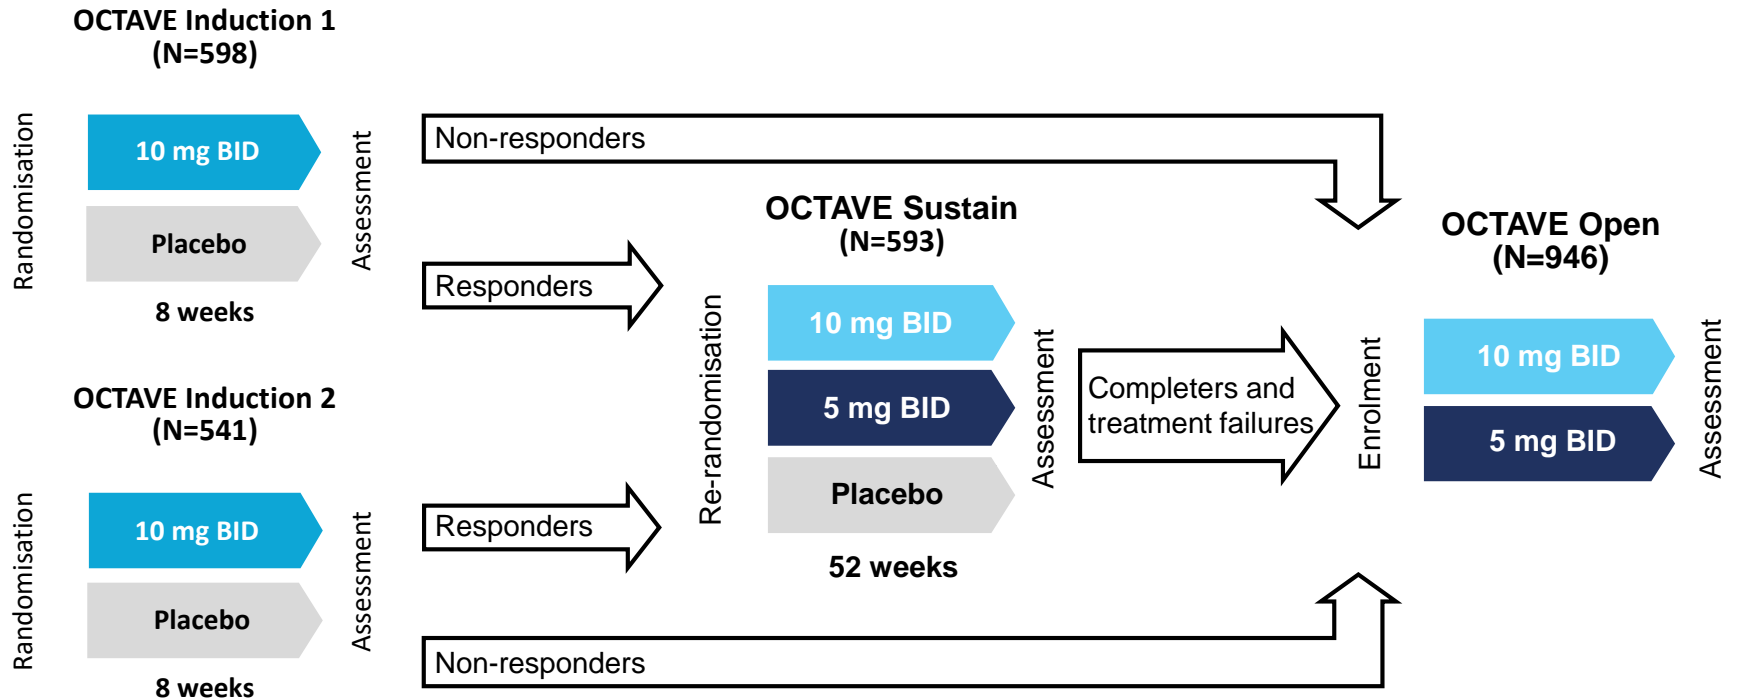 OCTAVE Induction 1
(N=598)
Randomisation
10 mg BID
Placebo
8 weeks
Assessment
Non-responders
Responders
OCTAVE Induction 2
(N=541)
Randomisation
10 mg BID
Placebo
8 weeks
Assessment
Responders
Non-responders
OCTAVE Sustain
(N=593)
Re-randomisation
10 mg BID
5 mg BID
Placebo
52 weeks
Assessment
Completers and
treatment failures
OCTAVE Open
(N=946)
Enrolment
10 mg BID
5 mg BID
Assessment